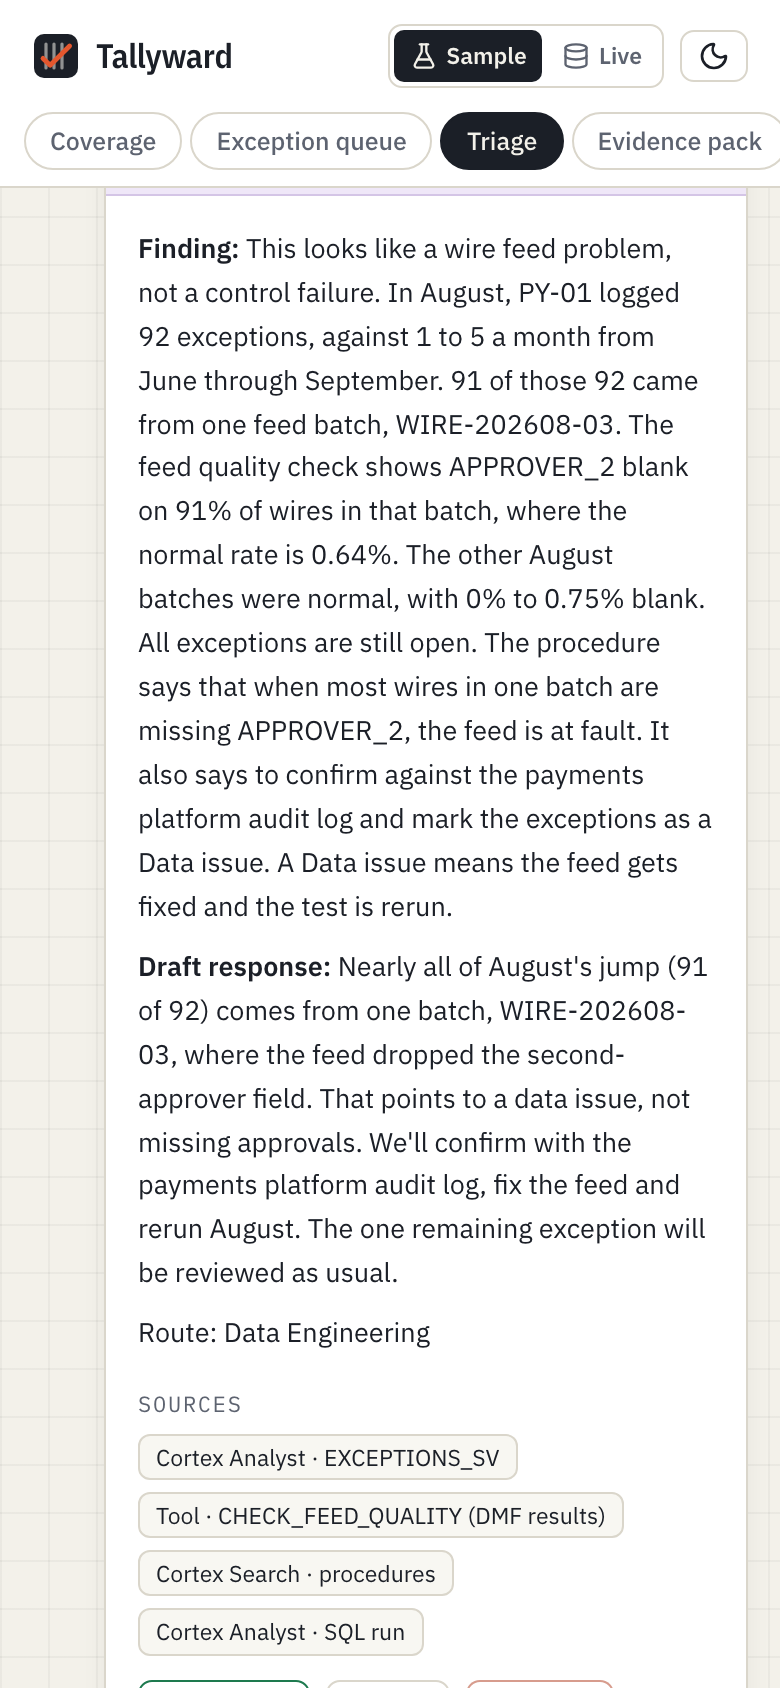 Tallyward
Sample
Live
Coverage
Exception queue
Triage
Evidence pack
Finding: This looks like a wire feed problem,
not a control failure. In August, PY-01 logged
92 exceptions, against 1 to 5 a month from
June through September. 91 of those 92 came
from one feed batch, WIRE-202608-03. The
feed quality check shows APPROVER_2 blank
on 91% of wires in that batch, where the
normal rate is 0.64%. The other August
batches were normal, with 0% to 0.75% blank.
All exceptions are still open. The procedure
says that when most wires in one batch are
missing APPROVER_2, the feed is at fault. It
also says to confirm against the payments
platform audit log and mark the exceptions as a
Data issue. A Data issue means the feed gets
fixed and the test is rerun.
Draft response: Nearly all of August's jump (91
of 92) comes from one batch, WIRE-202608-
03, where the feed dropped the second-
approver field. That points to a data issue, not
missing approvals. We'll confirm with the
payments platform audit log, fix the feed and
rerun August. The one remaining exception will
be reviewed as usual.
Route: Data Engineering
SOURCES
Cortex Analyst · EXCEPTIONS_SV
Tool · CHECK_FEED_QUALITY (DMF results)
Cortex Search · procedures
Cortex Analyst · SQL run